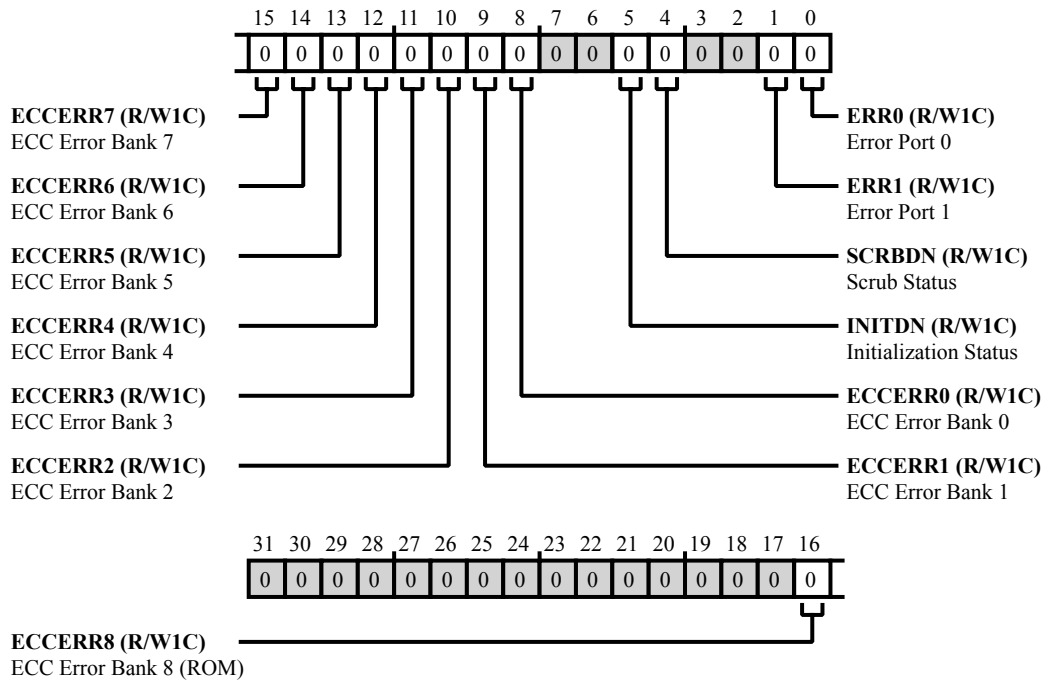 15 14 13 12 11 10 9 8 7 6 5 4 3 2 1 0
0 0 0 0 0 0 0 0 0 0 0 0 0 0 0 0
ECCERR7 (R/W1C)
ECC Error Bank 7
ECCERR6 (R/W1C)
ECC Error Bank 6
ECCERR5 (R/W1C)
ECC Error Bank 5
ECCERR4 (R/W1C)
ECC Error Bank 4
ECCERR3 (R/W1C)
ECC Error Bank 3
ECCERR2 (R/W1C)
ECC Error Bank 2
ERR0 (R/W1C)
Error Port 0
ERR1 (R/W1C)
Error Port 1
SCRBDN (R/W1C)
Scrub Status
INITDN (R/W1C)
Initialization Status
ECCERR0 (R/W1C)
ECC Error Bank 0
ECCERR1 (R/W1C)
ECC Error Bank 1
31 30 29 28 27 26 25 24 23 22 21 20 19 18 17 16
0 0 0 0 0 0 0 0 0 0 0 0 0 0 0 0
ECCERR8 (R/W1C)
ECC Error Bank 8 (ROM)